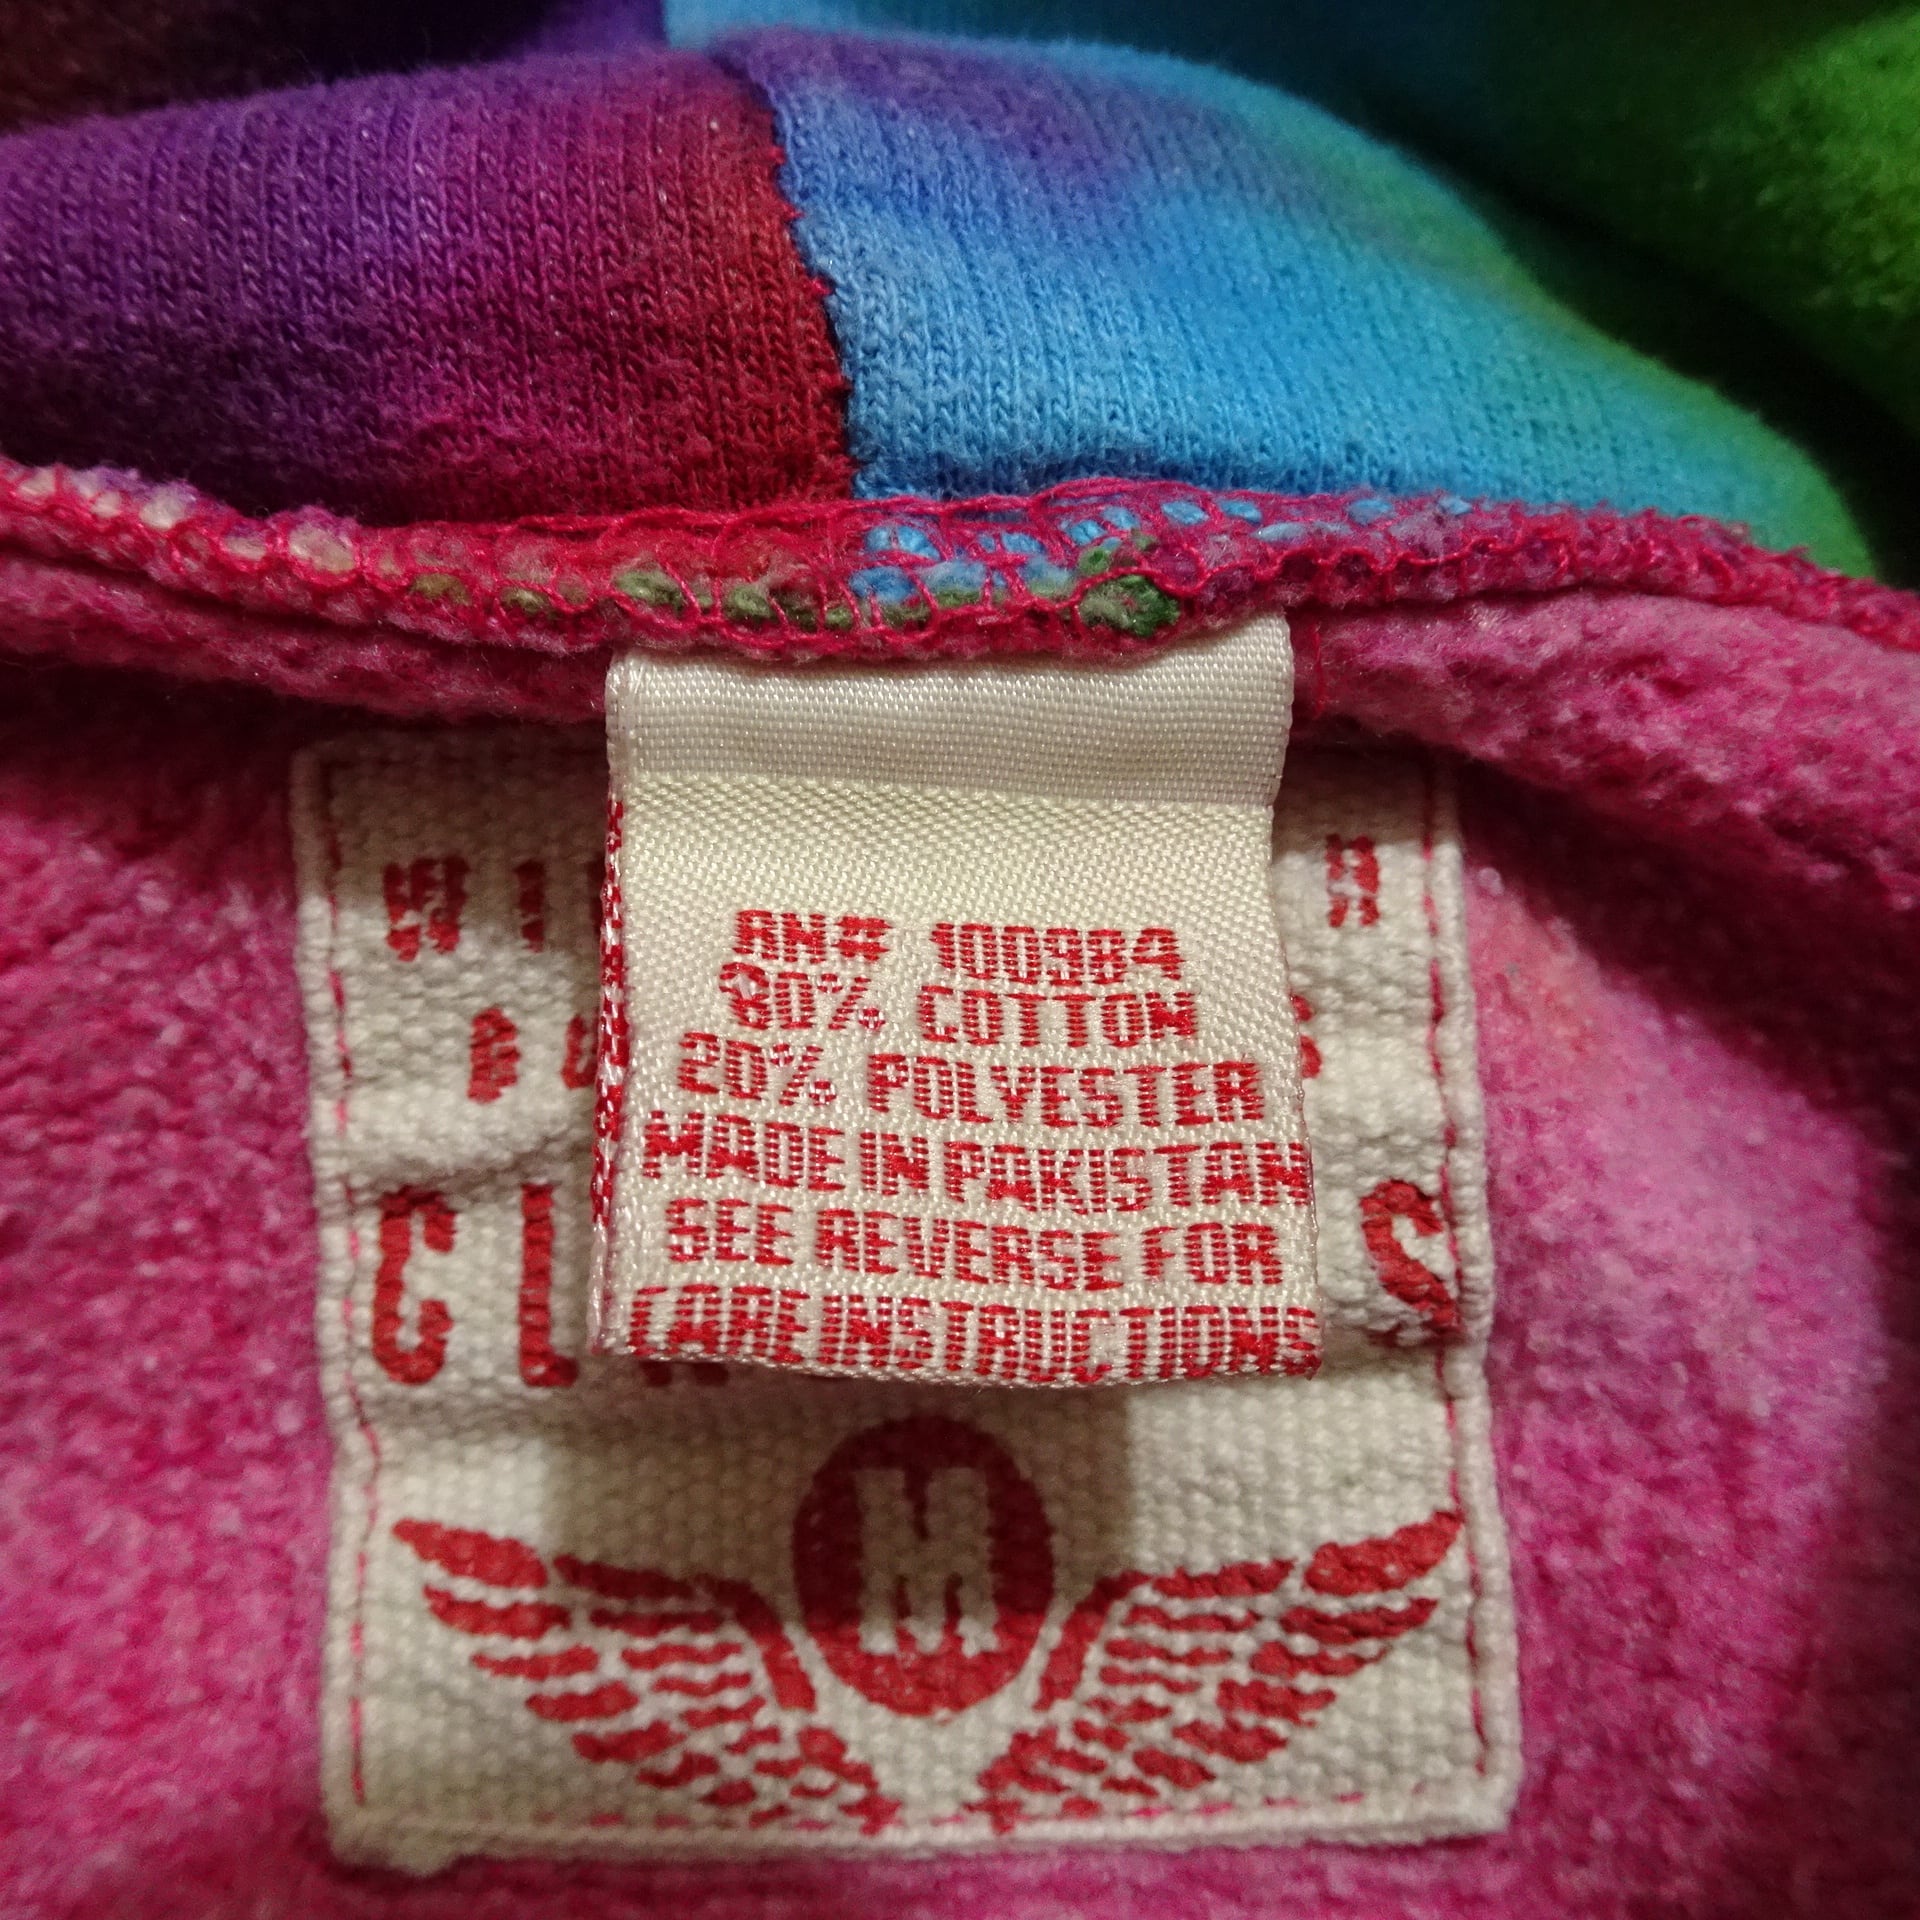 RN# 100984
80% COTTON
20% POLYESTER
MADE IN PAKISTAN
SEE REVERSE FOR
CARE INSTRUCTIONS
M